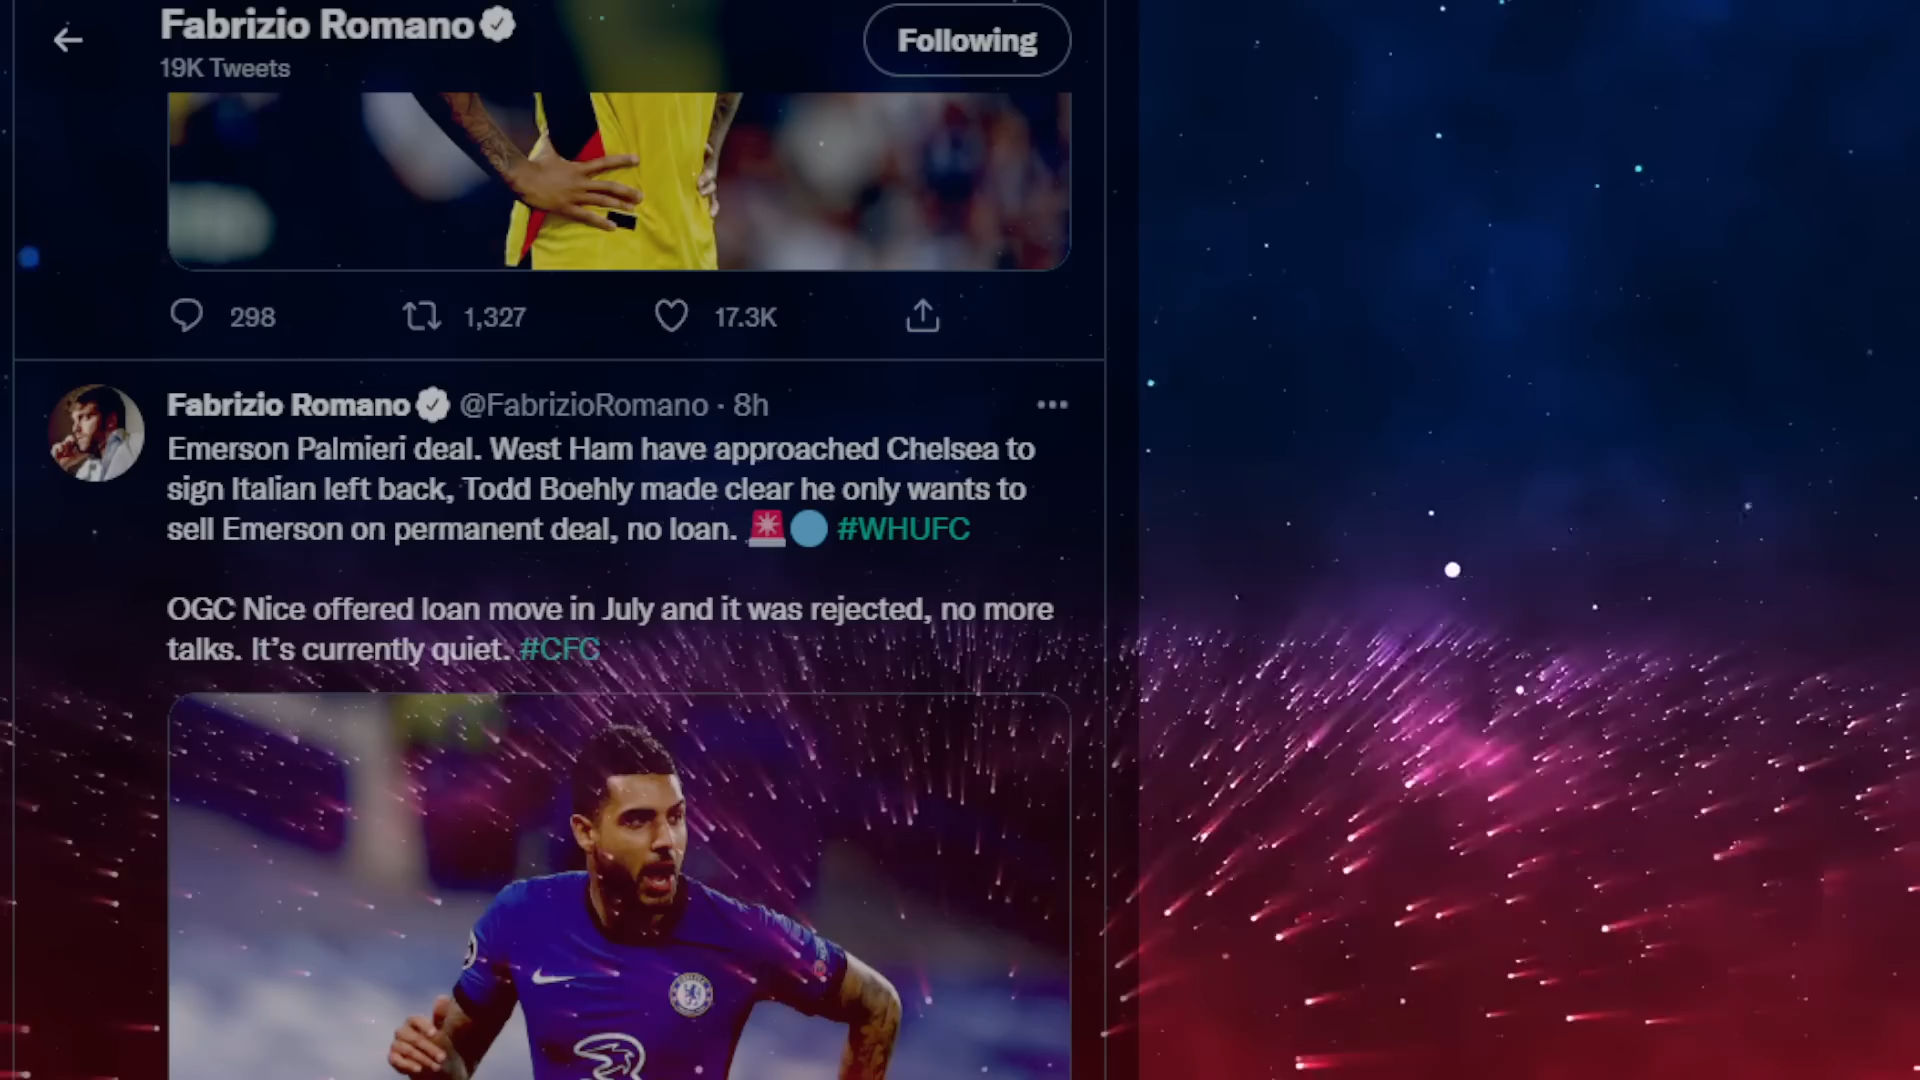 Fabrizio Romano
19K Tweets
Following
298 1,327 17.3K
Fabrizio Romano @FabrizioRomano · 8h
Emerson Palmieri deal. West Ham have approached Chelsea to
sign Italian left back, Todd Boehly made clear he only wants to
sell Emerson on permanent deal, no loan. 🚨🔵 #WHUFC
OGC Nice offered loan move in July and it was rejected, no more
talks. It’s currently quiet. #CFC
3